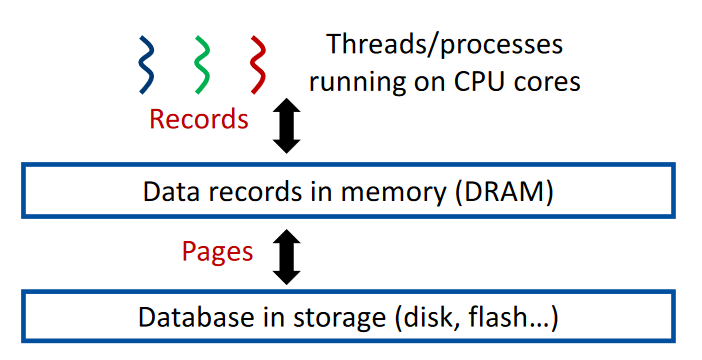 Threads/processes
running on CPU cores
Records
Data records in memory (DRAM)
Pages
Database in storage (disk, flash…)